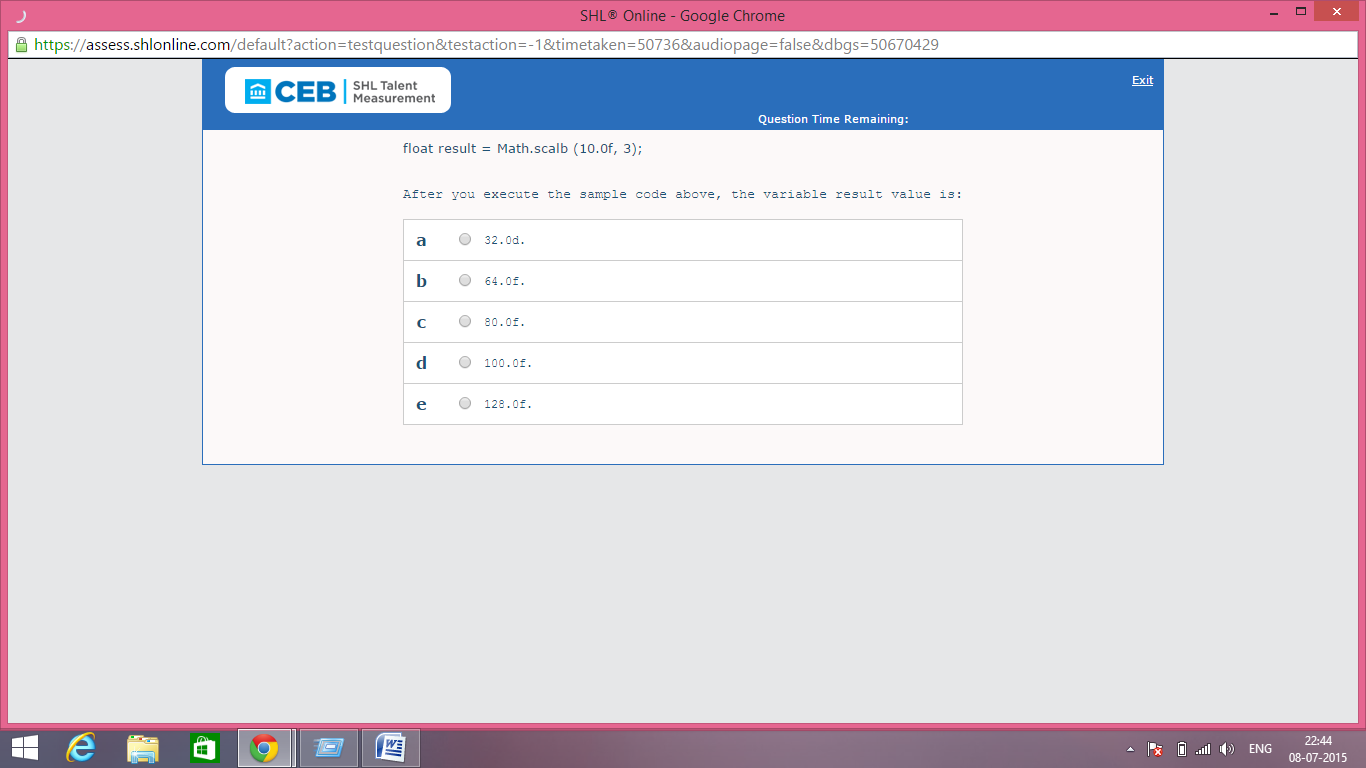 SHL® Online - Google Chrome
https://assess.shlonline.com/default?action=testquestion&testaction=-1&timetaken=50736&audiopage=false&dbgs=50670429
CEB SHL Talent Measurement
Exit
Question Time Remaining:
float result = Math.scalb (10.0f, 3);
After you execute the sample code above, the variable result value is:
a 32.0d.
b 64.0f.
c 80.0f.
d 100.0f.
e 128.0f.
ENG
22:44
08-07-2015